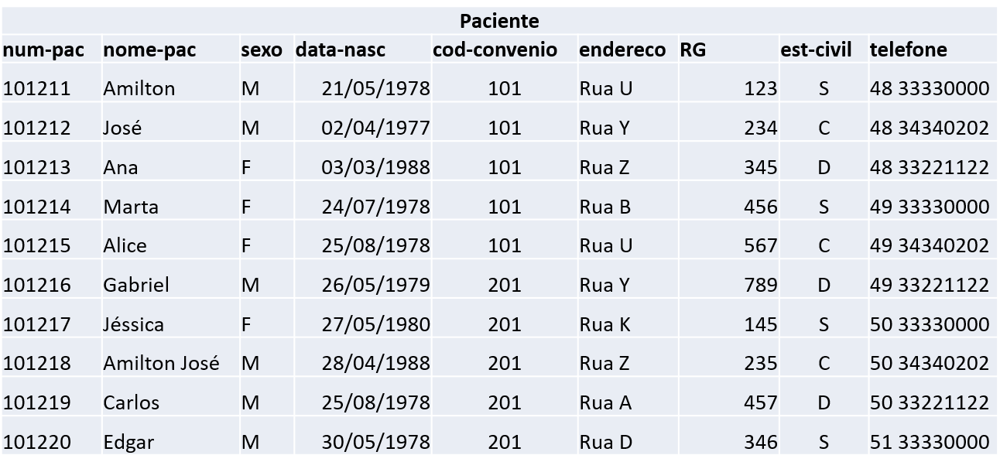 Paciente
num-pac nome-pac sexo data-nasc cod-convenio endereco RG est-civil telefone
101211 Amilton M 21/05/1978 101 Rua U 123 S 48 33330000
101212 José M 02/04/1977 101 Rua Y 234 C 48 34340202
101213 Ana F 03/03/1988 101 Rua Z 345 D 48 33221122
101214 Marta F 24/07/1978 101 Rua B 456 S 49 33330000
101215 Alice F 25/08/1978 101 Rua U 567 C 49 34340202
101216 Gabriel M 26/05/1979 201 Rua Y 789 D 49 33221122
101217 Jéssica F 27/05/1980 201 Rua K 145 S 50 33330000
101218 Amilton José M 28/04/1988 201 Rua Z 235 C 50 34340202
101219 Carlos M 25/08/1978 201 Rua A 457 D 50 33221122
101220 Edgar M 30/05/1978 201 Rua D 346 S 51 33330000